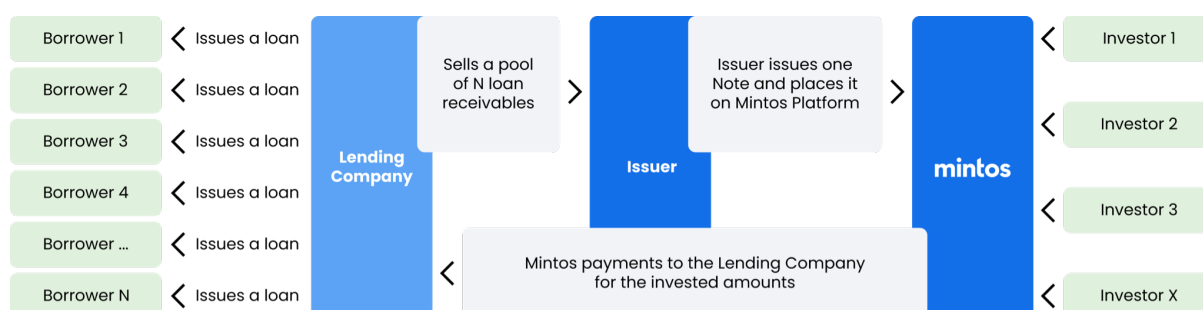 Borrower 1
Issues a loan
Borrower 2
Issues a loan
Borrower 3
Issues a loan
Borrower 4
Issues a loan
Borrower ...
Issues a loan
Borrower N
Issues a loan
Lending
Company
Sells a pool
of N loan
receivables
Issuer
Issuer issues one
Note and places it
on Mintos Platform
mintos
Mintos payments to the Lending Company
for the invested amounts
Investor 1
Investor 2
Investor 3
Investor X